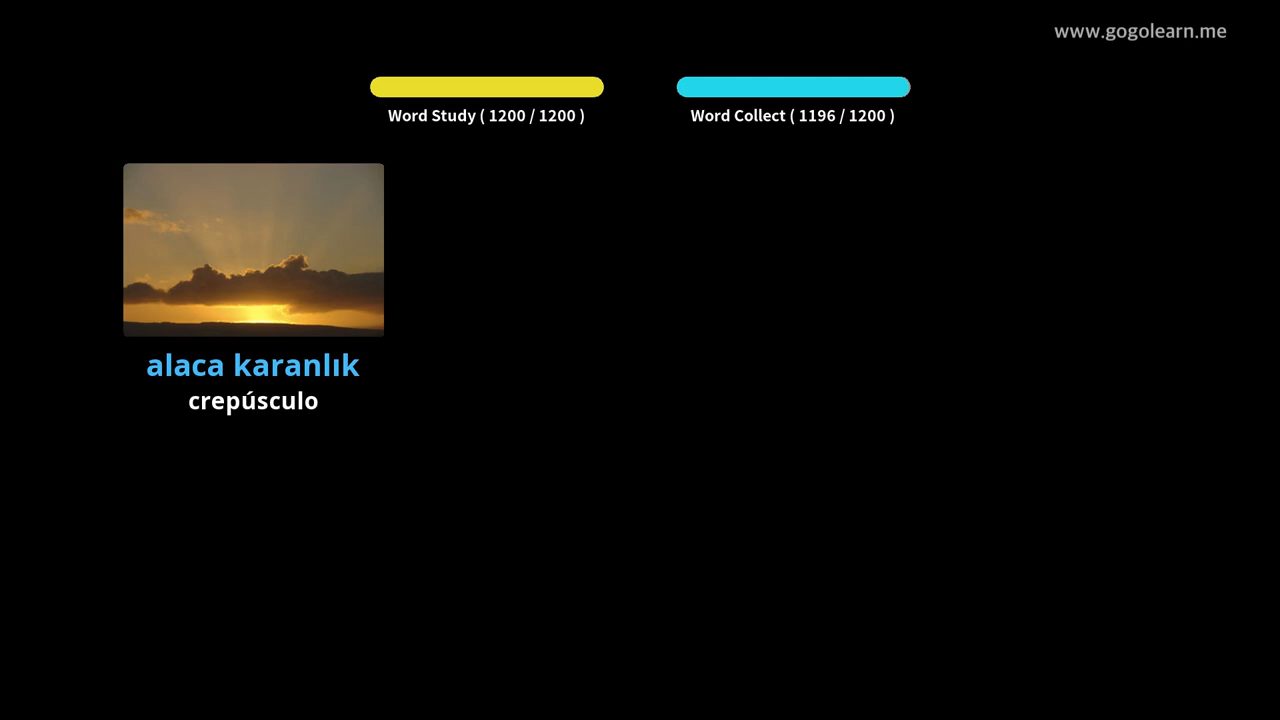 www.gogolearn.me
Word Study ( 1200 / 1200 )
Word Collect ( 1196 / 1200 )
alaca karanlık
crepúsculo